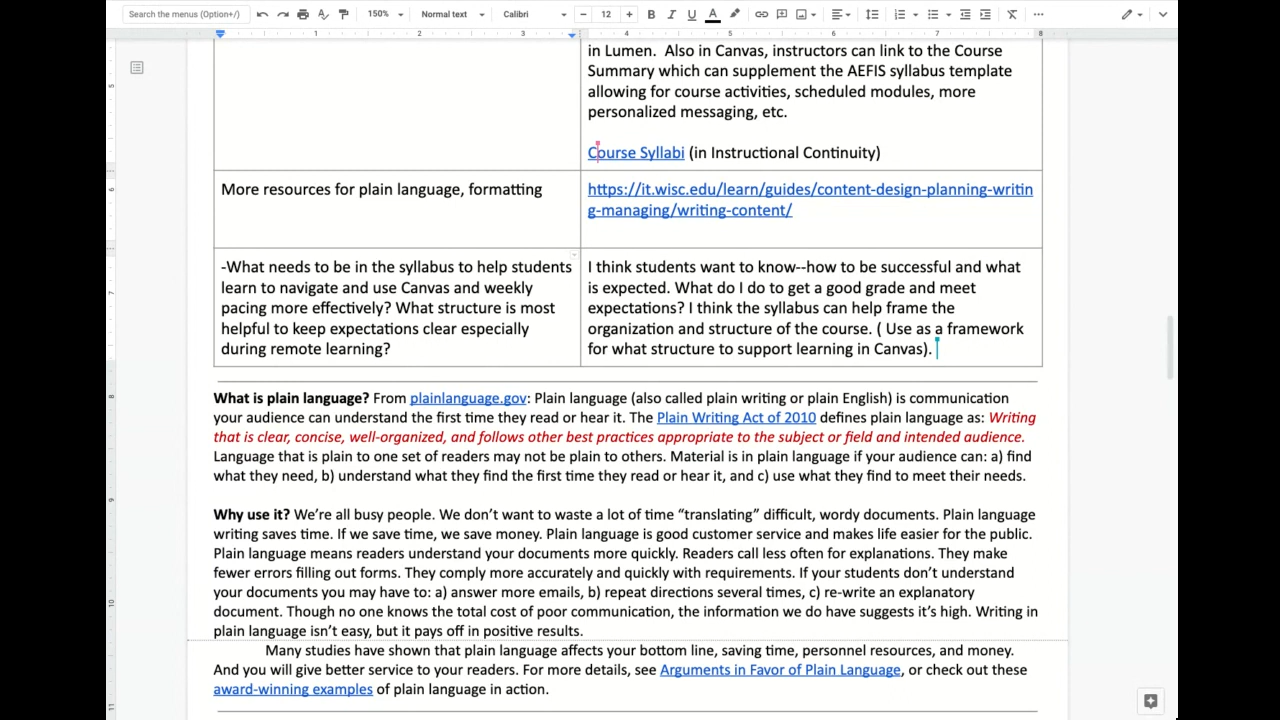 Search the menus (Option+/)
150%
Normal text
Calibri
12
B I U A
1 2 3 4 5 6 7 8
in Lumen.  Also in Canvas, instructors can link to the Course
Summary which can supplement the AEFIS syllabus template
allowing for course activities, scheduled modules, more
personalized messaging, etc.
Course Syllabi (in Instructional Continuity)
More resources for plain language, formatting
https://it.wisc.edu/learn/guides/content-design-planning-writin
g-managing/writing-content/
-What needs to be in the syllabus to help students
learn to navigate and use Canvas and weekly
pacing more effectively? What structure is most
helpful to keep expectations clear especially
during remote learning?
I think students want to know--how to be successful and what
is expected. What do I do to get a good grade and meet
expectations? I think the syllabus can help frame the
organization and structure of the course. ( Use as a framework
for what structure to support learning in Canvas).
What is plain language? From plainlanguage.gov: Plain language (also called plain writing or plain English) is communication
your audience can understand the first time they read or hear it. The Plain Writing Act of 2010 defines plain language as: Writing
that is clear, concise, well-organized, and follows other best practices appropriate to the subject or field and intended audience.
Language that is plain to one set of readers may not be plain to others. Material is in plain language if your audience can: a) find
what they need, b) understand what they find the first time they read or hear it, and c) use what they find to meet their needs.
Why use it? We’re all busy people. We don’t want to waste a lot of time “translating” difficult, wordy documents. Plain language
writing saves time. If we save time, we save money. Plain language is good customer service and makes life easier for the public.
Plain language means readers understand your documents more quickly. Readers call less often for explanations. They make
fewer errors filling out forms. They comply more accurately and quickly with requirements. If your students don’t understand
your documents you may have to: a) answer more emails, b) repeat directions several times, c) re-write an explanatory
document. Though no one knows the total cost of poor communication, the information we do have suggests it’s high. Writing in
plain language isn’t easy, but it pays off in positive results.
Many studies have shown that plain language affects your bottom line, saving time, personnel resources, and money.
And you will give better service to your readers. For more details, see Arguments in Favor of Plain Language, or check out these
award-winning examples of plain language in action.